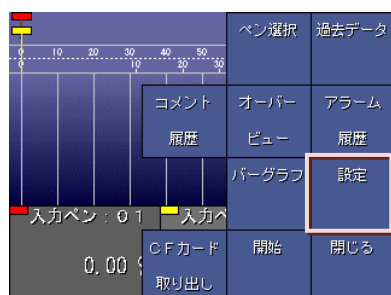 ペン選択 過去データ
0 10 20 30 40 50
0 10 20 30
コメント オーバー アラーム
履歴 ビュー 履歴
バーグラフ 設定
入力ペン:01 入力
CFカード 開始 閉じる
0.00
取り出し